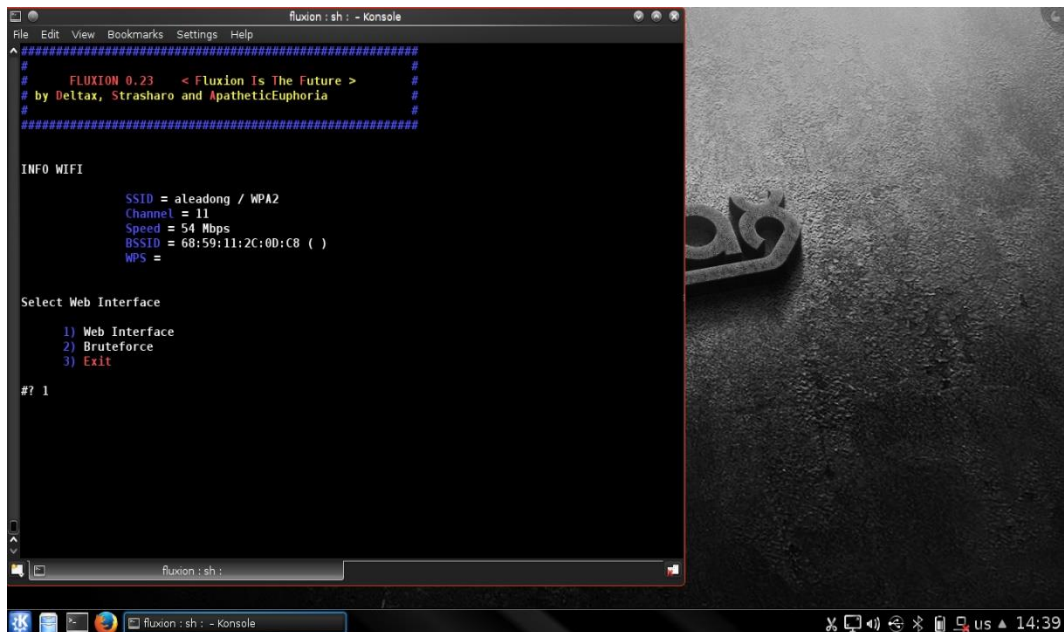 fluxion : sh : – Konsole
File Edit View Bookmarks Settings Help
########################################################
# #
# FLUXION 0.23 < Fluxion Is The Future > #
# by Deltax, Strasharo and ApatheticEuphoria #
# #
########################################################
INFO WIFI
SSID = aleadong / WPA2
Channel = 11
Speed = 54 Mbps
BSSID = 68:59:11:2C:0D:C8 ( )
WPS =
Select Web Interface
1) Web Interface
2) Bruteforce
3) Exit
#? 1
fluxion : sh :
fluxion : sh : – Konsole
us 14:39